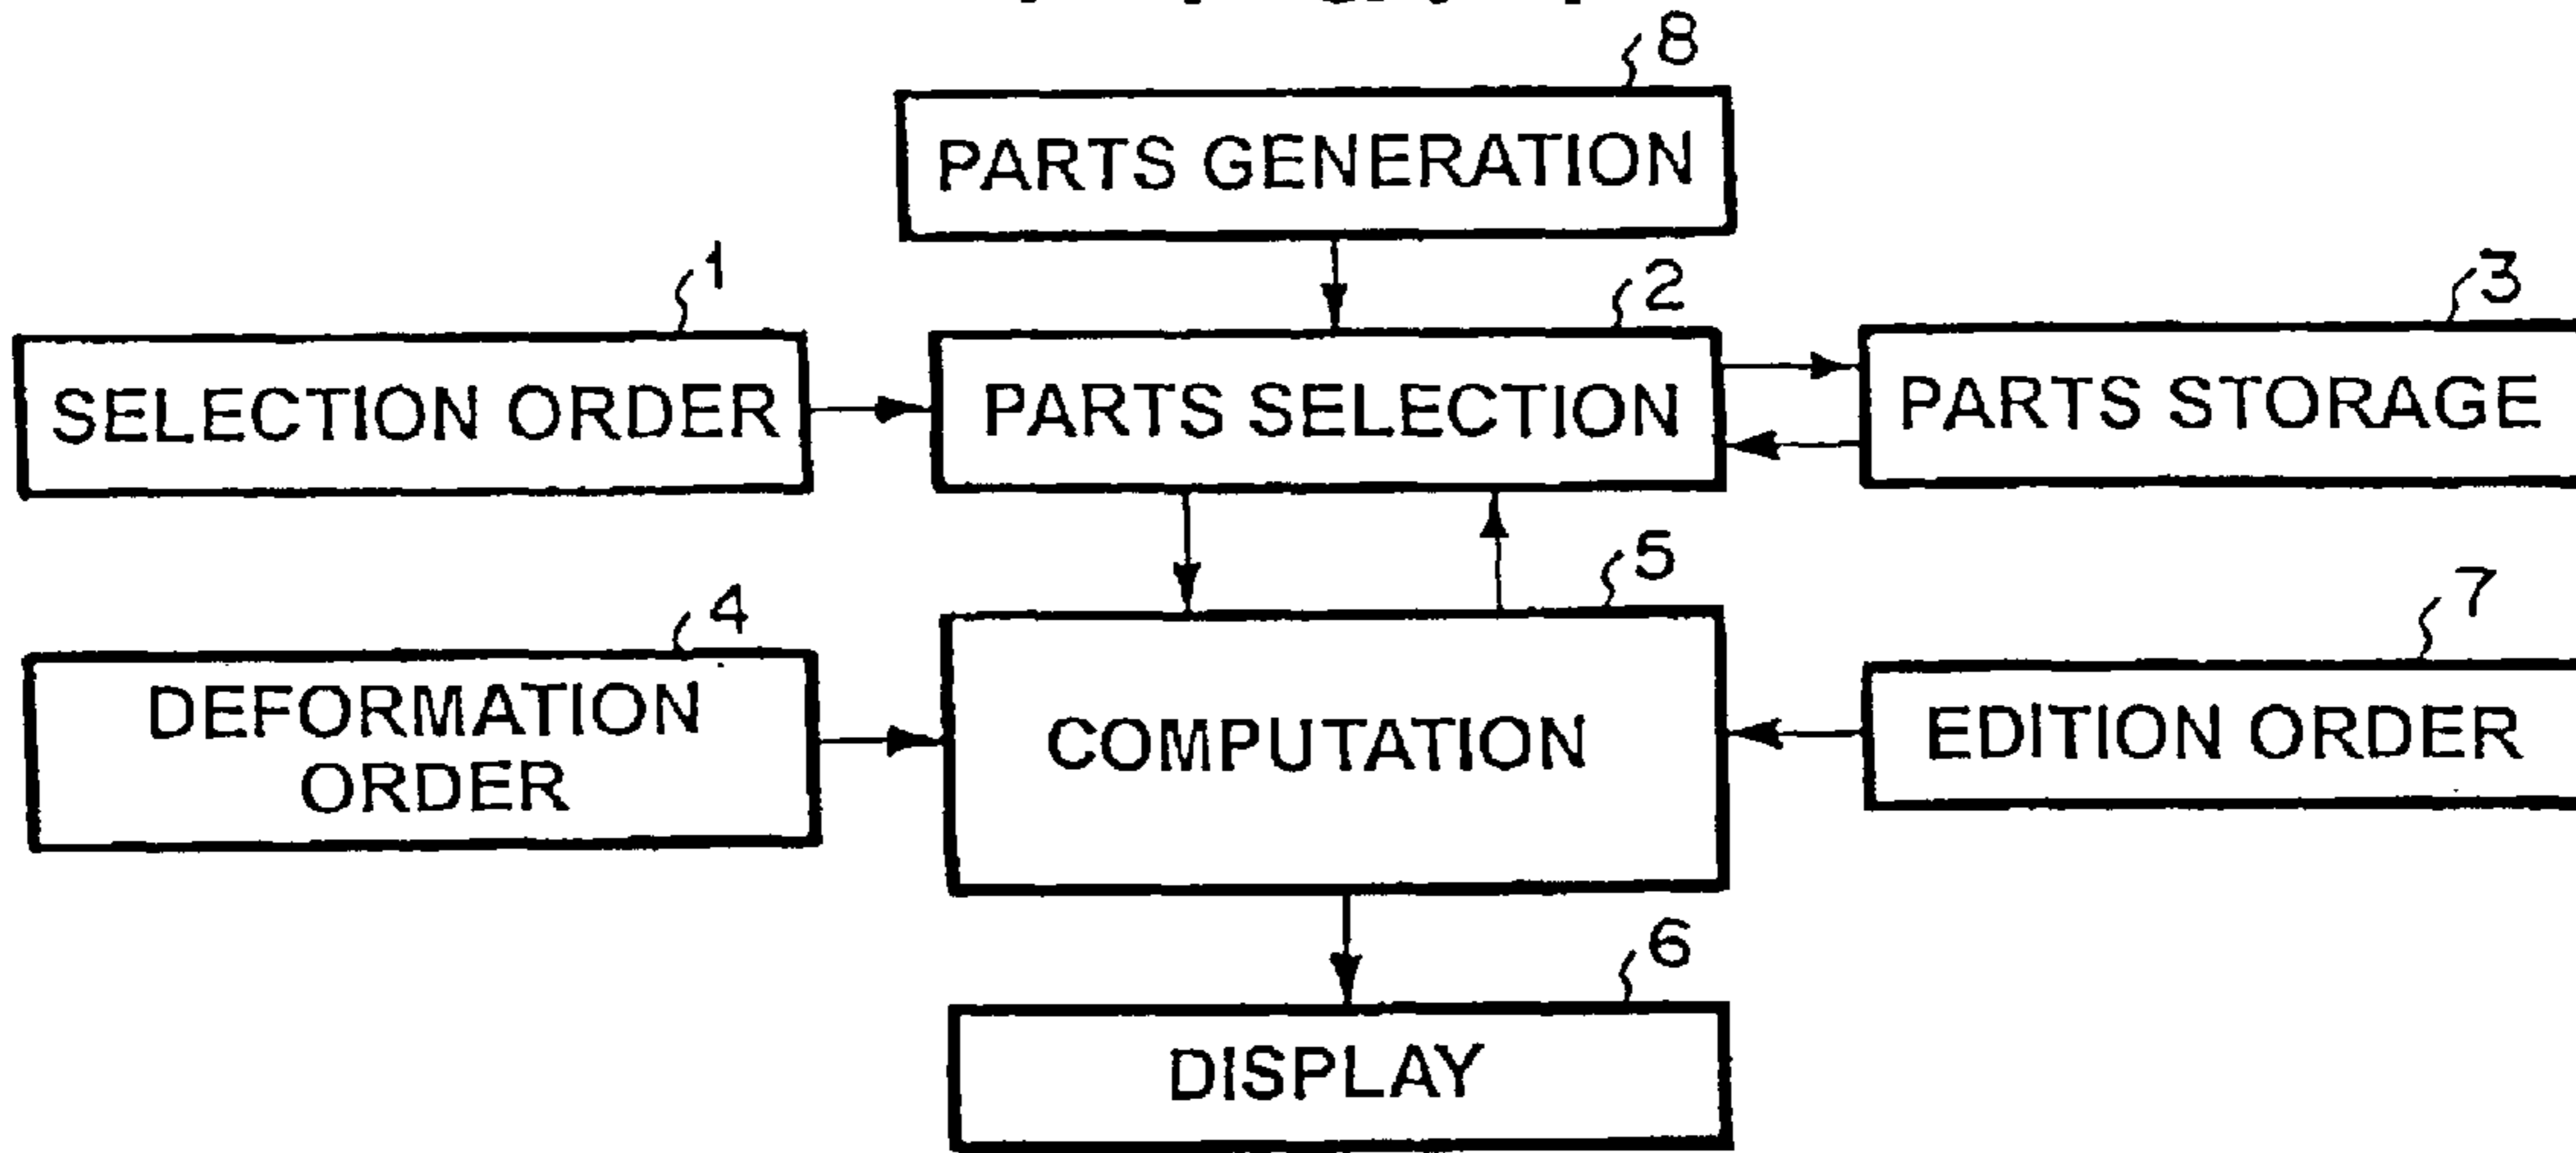 8
PARTS GENERATION
1
2
3
SELECTION ORDER
PARTS SELECTION
PARTS STORAGE
4
5
7
DEFORMATION
ORDER
COMPUTATION
EDITION ORDER
6
DISPLAY